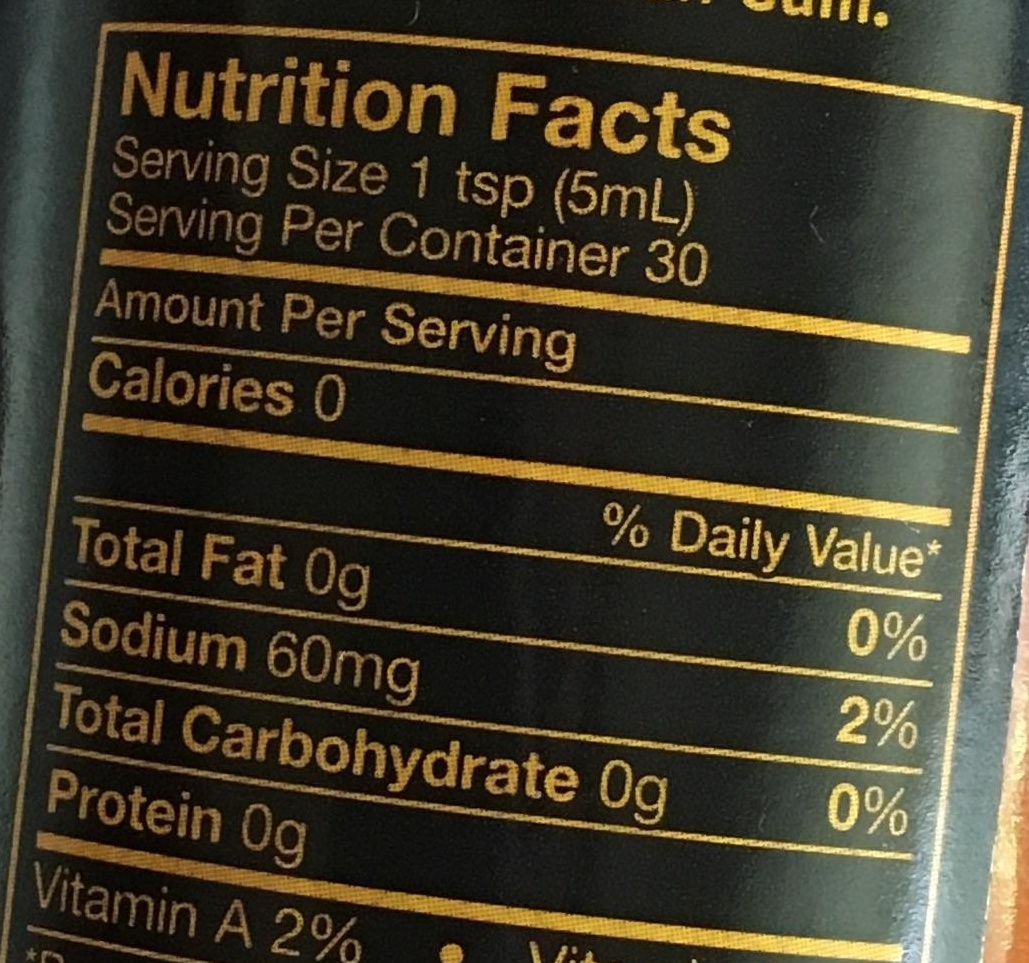 Nutrition Facts
Serving Size 1 tsp (5mL)
Serving Per Container 30
Amount Per Serving
Calories 0
% Daily Value*
Total Fat 0g 0%
Sodium 60mg 2%
Total Carbohydrate 0g 0%
Protein 0g
Vitamin A 2% •